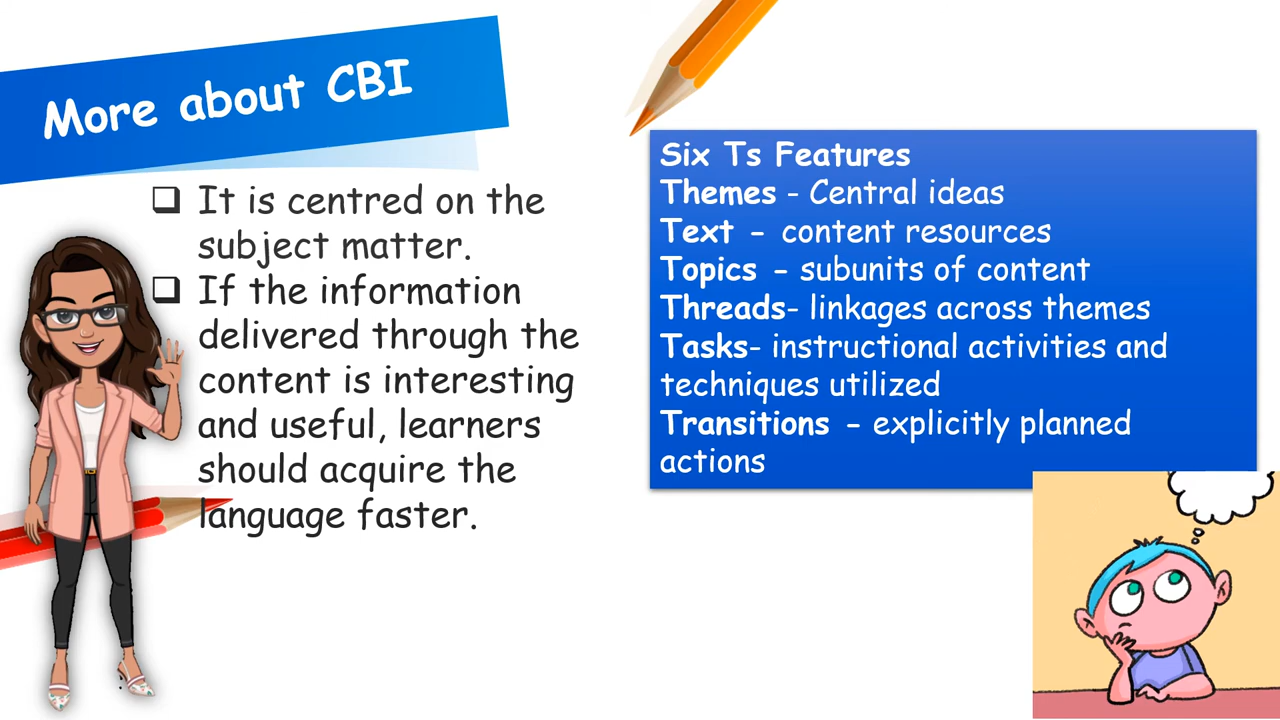 More about CBI
❑ It is centred on the
subject matter.
❑ If the information
delivered through the
content is interesting
and useful, learners
should acquire the
language faster.
Six Ts Features
Themes - Central ideas
Text - content resources
Topics - subunits of content
Threads- linkages across themes
Tasks- instructional activities and
techniques utilized
Transitions - explicitly planned
actions